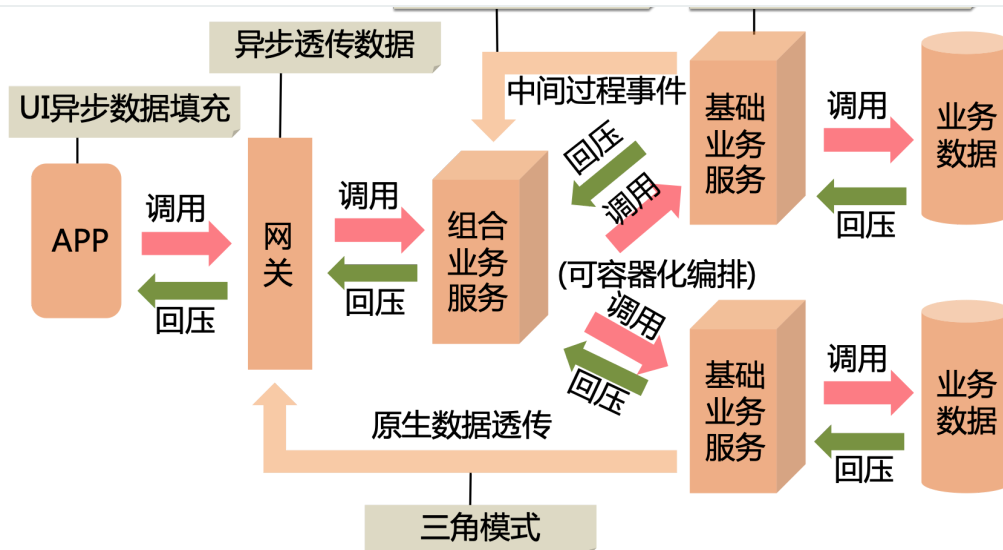 异步透传数据
UI异步数据填充
中间过程事件
基础
业务
服务
调用
业务
数据
回压
回压
调用
APP
调用
回压
网
关
调用
回压
组合
业务
服务
(可容器化编排)
调用
回压
基础
业务
服务
调用
业务
数据
回压
原生数据透传
三角模式